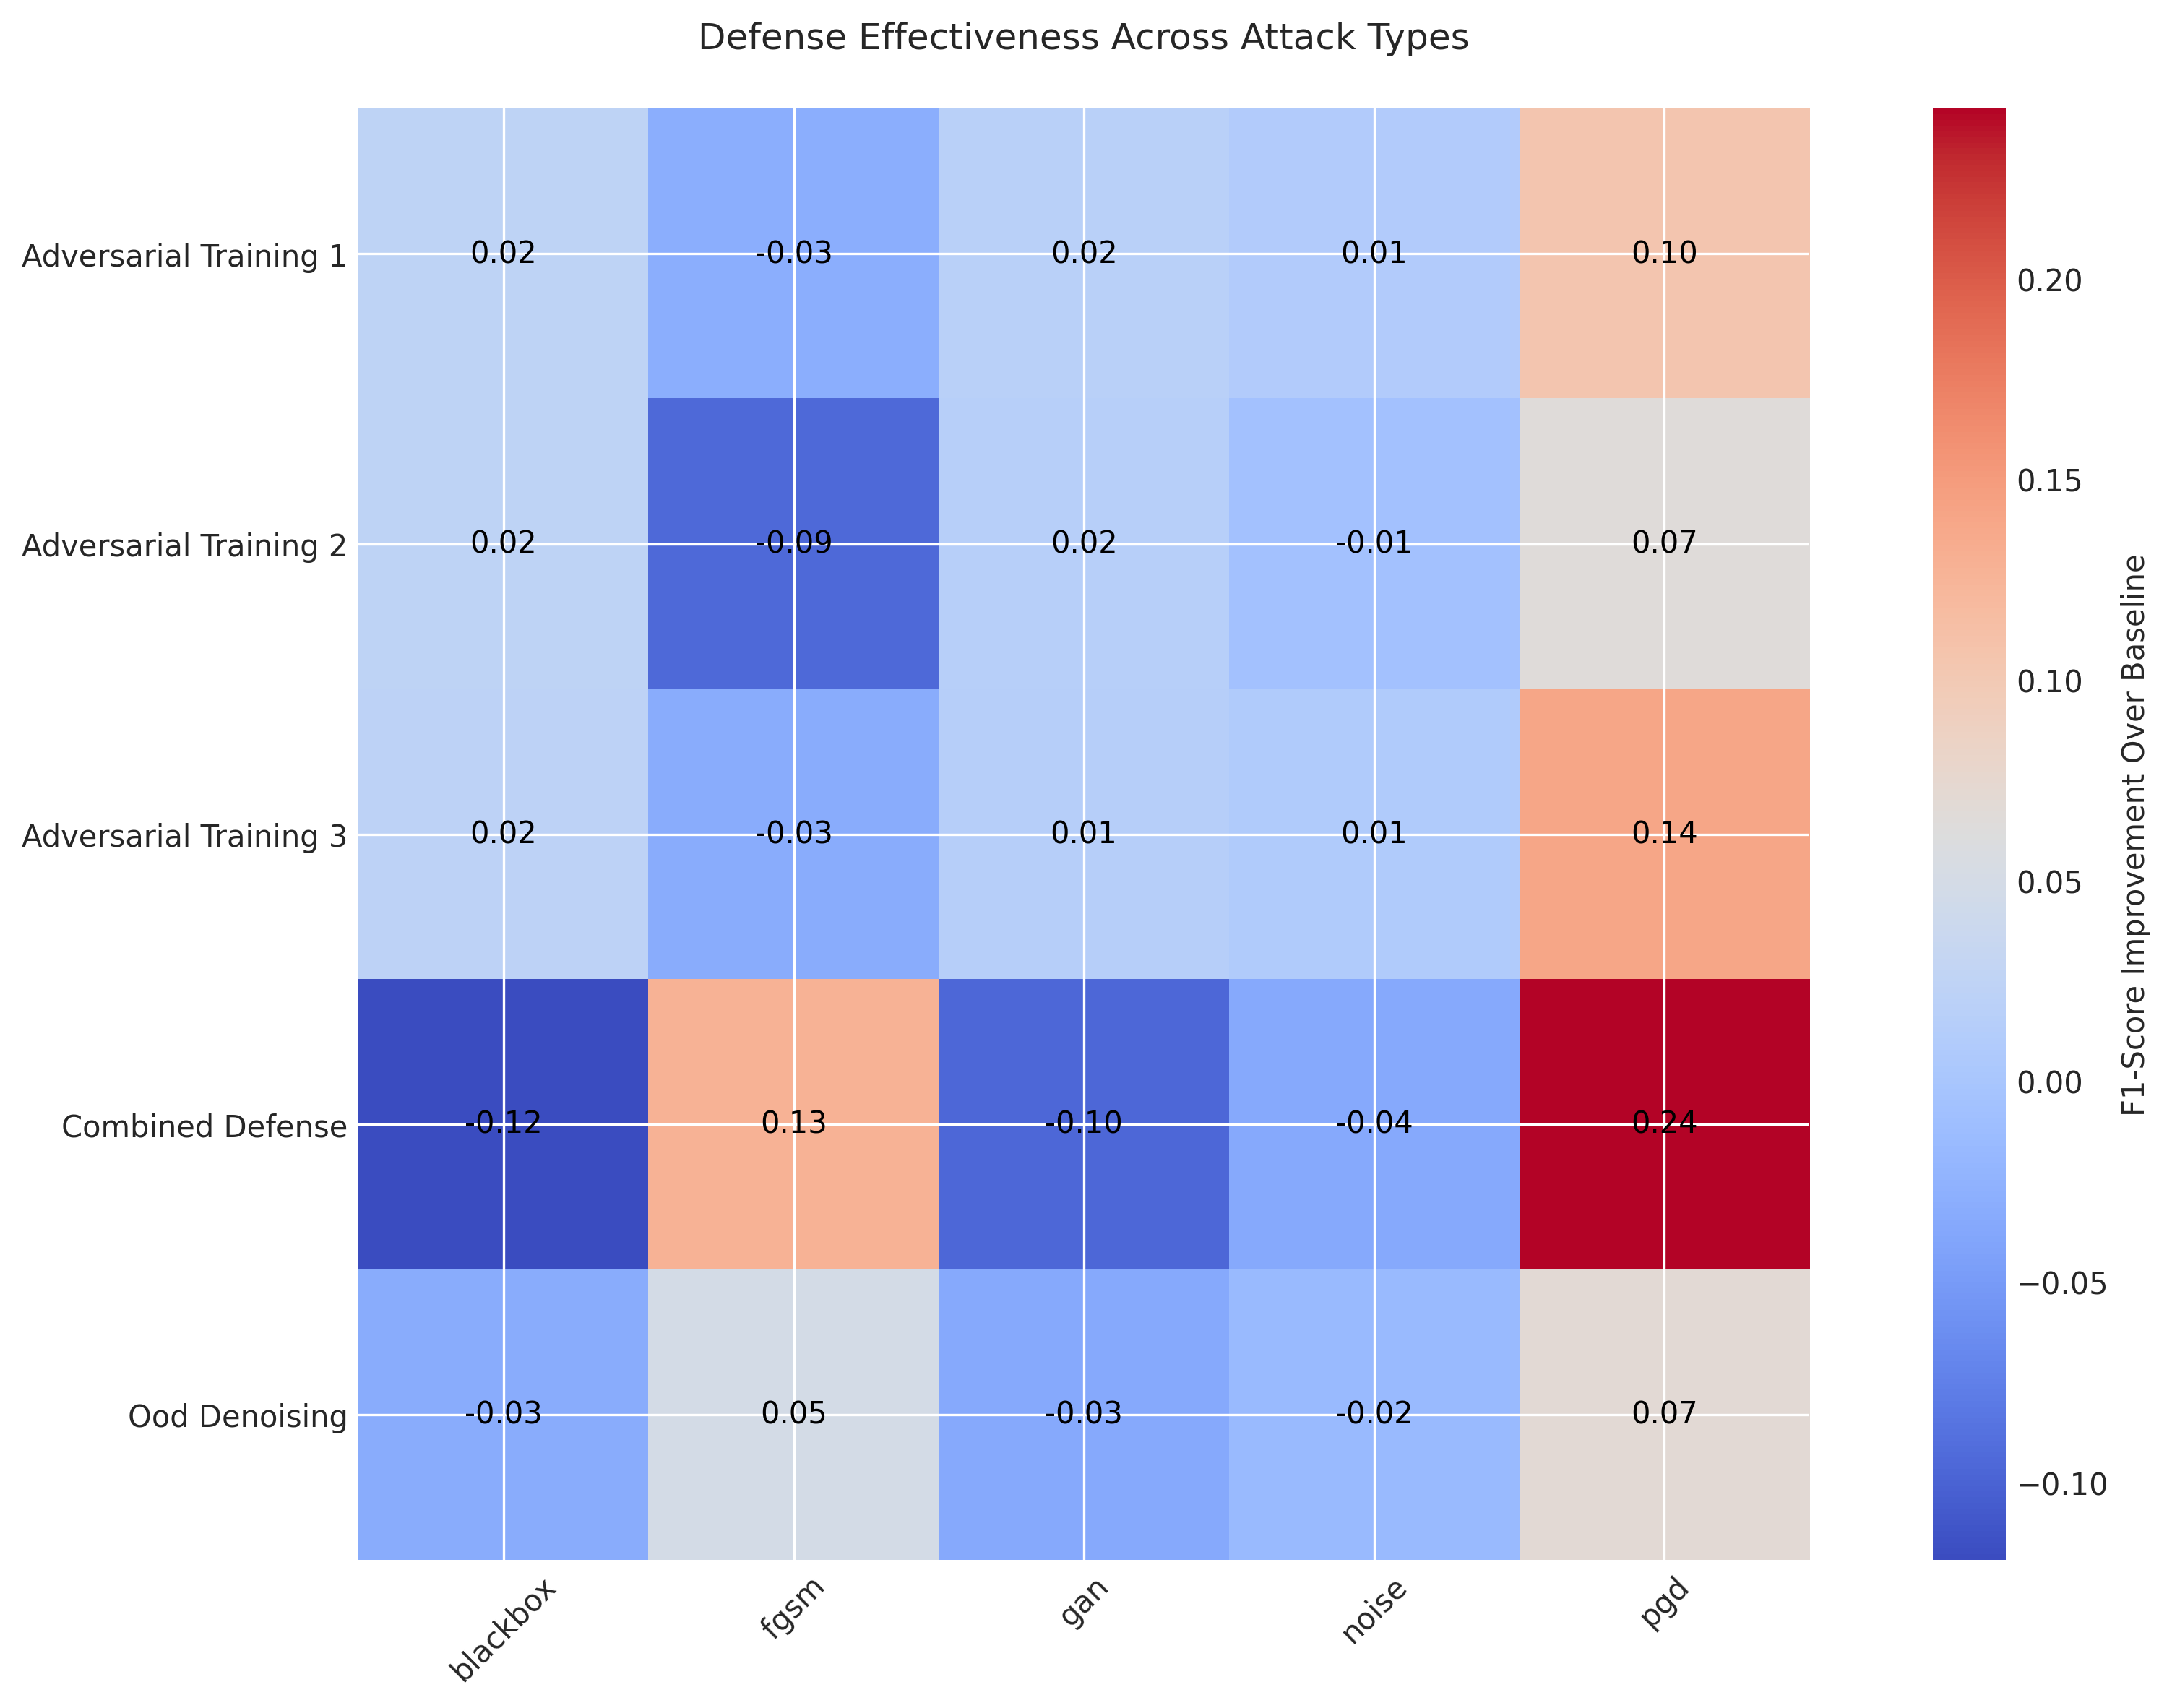 Defense Effectiveness Across Attack Types
Adversarial Training 1
0.02 -0.03 0.02 0.01 0.10
Adversarial Training 2
0.02 -0.09 0.02 -0.01 0.07
Adversarial Training 3
0.02 -0.03 0.01 0.01 0.14
Combined Defense
-0.12 0.13 -0.10 -0.04 0.24
Ood Denoising
-0.03 0.05 -0.03 -0.02 0.07
blackbox
fgsm
gan
noise
pgd
0.20
0.15
0.10
0.05
0.00
−0.05
−0.10
F1-Score Improvement Over Baseline